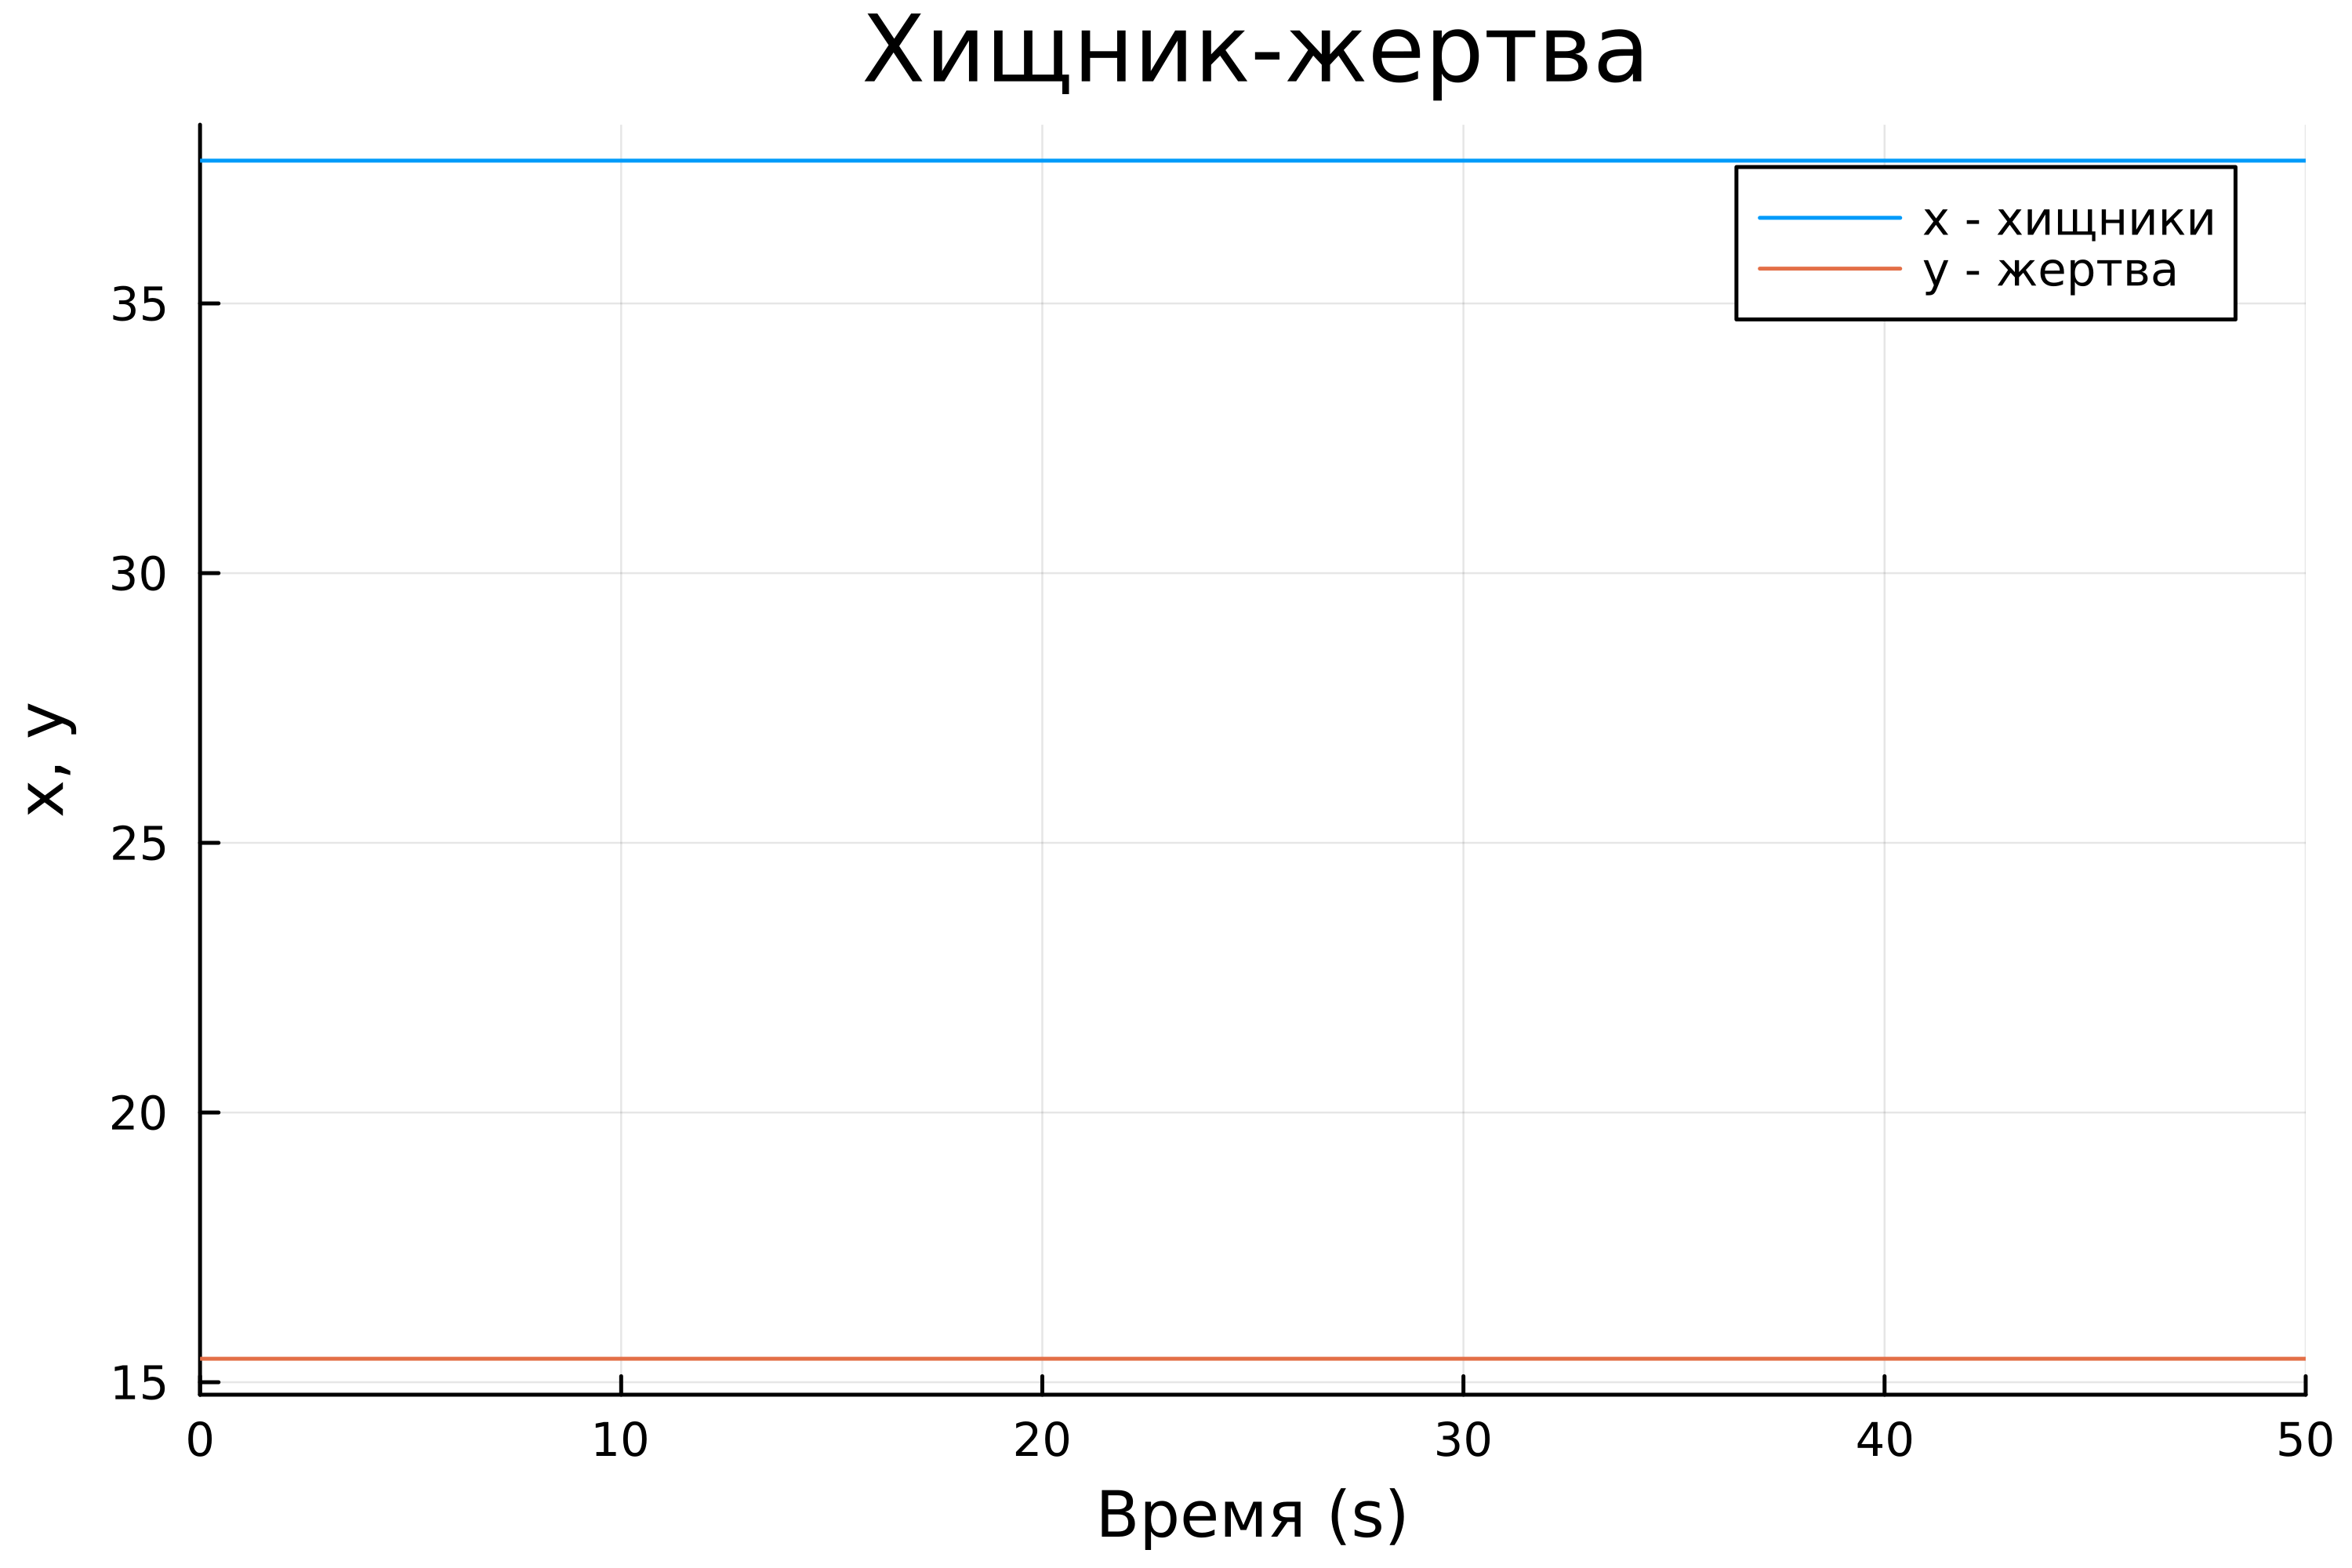 Хищник-жертва
x - хищники
y - жертва
x, y
35
30
25
20
15
0 10 20 30 40 50
Время (s)